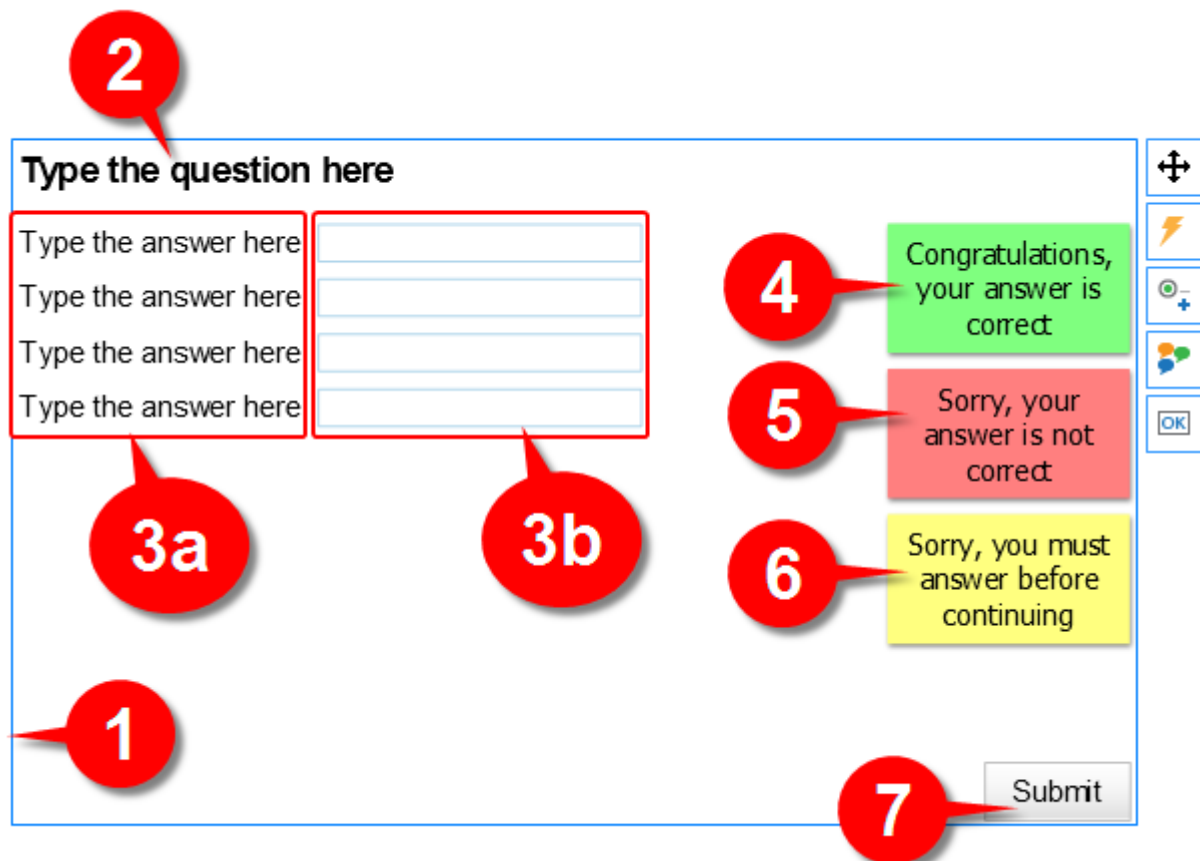 2
Type the question here
Type the answer here
Type the answer here
Type the answer here
Type the answer here
3a
3b
4
Congratulations,
your answer is
correct
5
Sorry, your
answer is not
correct
6
Sorry, you must
answer before
continuing
1
7
Submit
OK